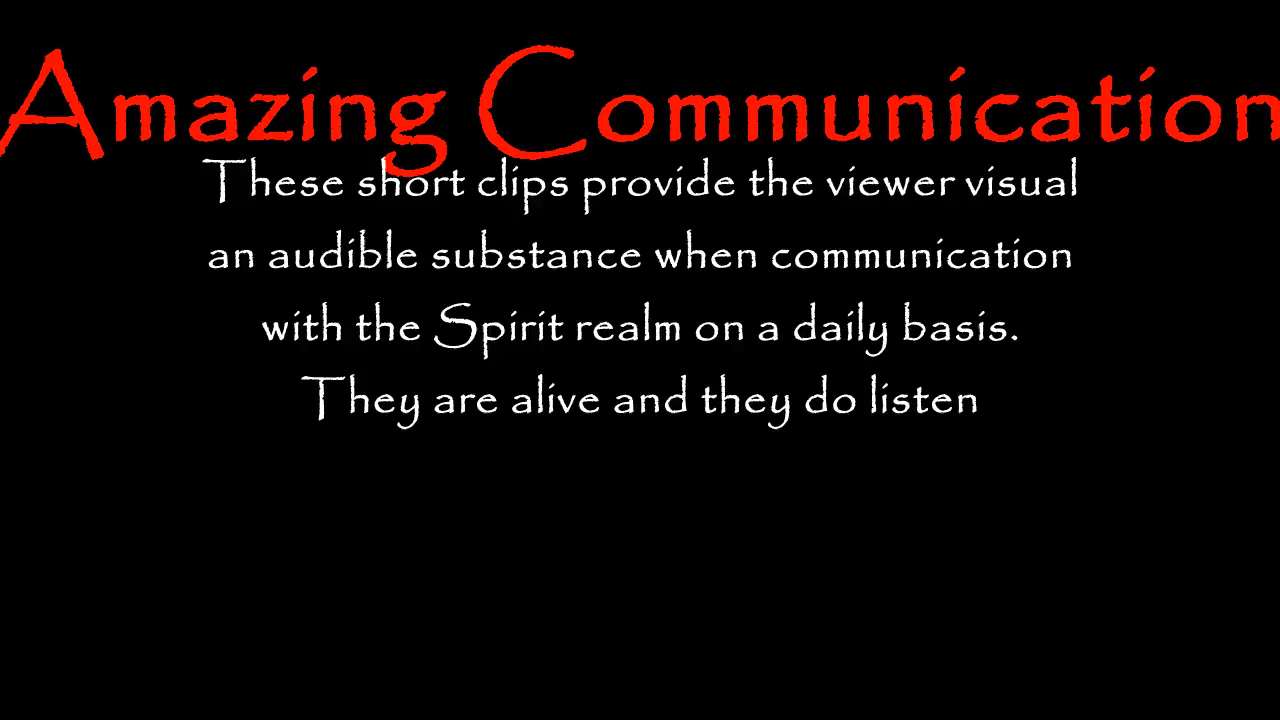 Amazing Communication
These short clips provide the viewer visual
an audible substance when communication
with the Spirit realm on a daily basis.
They are alive and they do listen